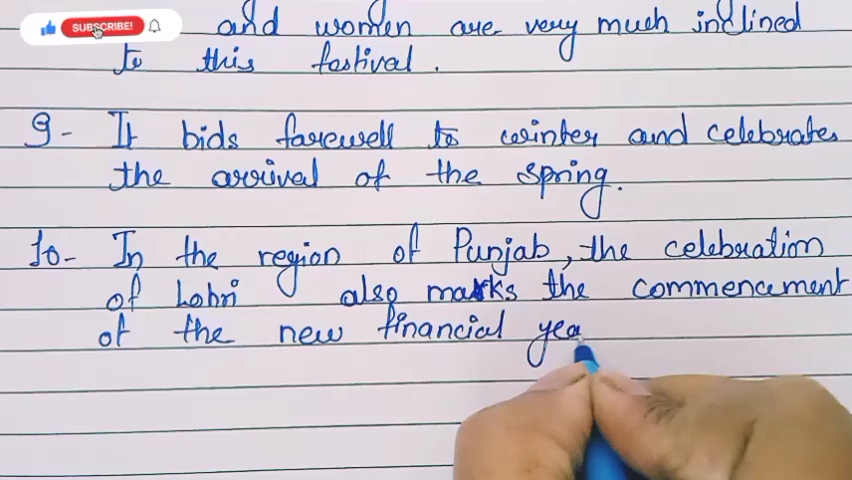 SUBSCRIBE!
and women are very much inclined
to this festival.
9- It bids farewell to winter and celebrates
the arrival of the spring.
10- In the region of Punjab, the celebration
of Lohri also marks the commencement
of the new financial yea